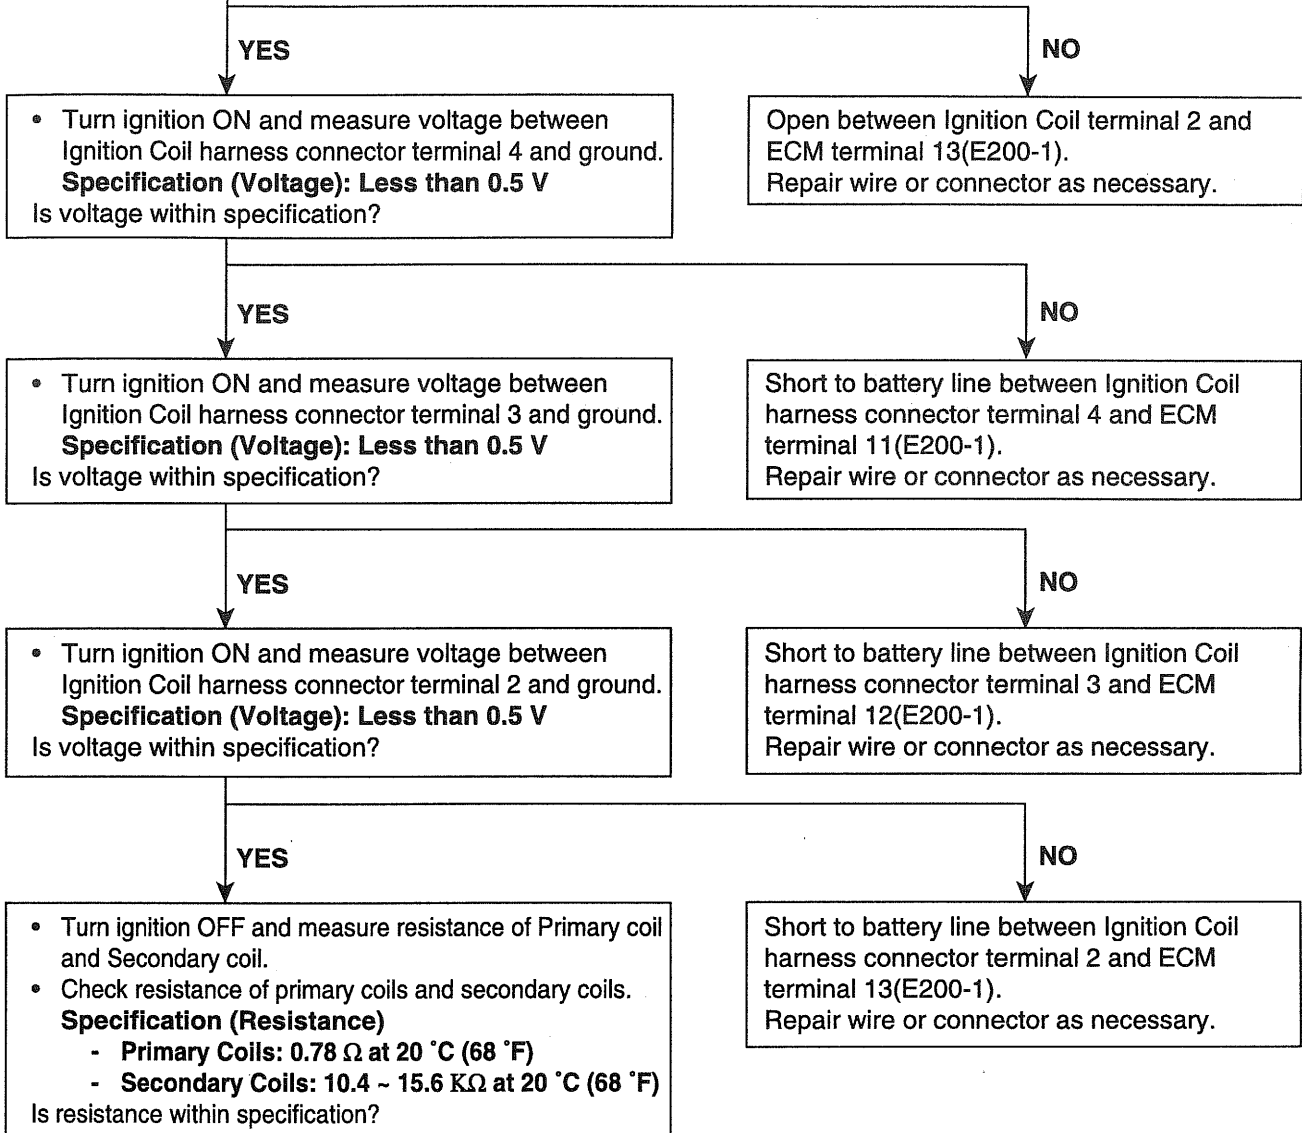 YES
NO
• Turn ignition ON and measure voltage between
Ignition Coil harness connector terminal 4 and ground.
Specification (Voltage): Less than 0.5 V
Is voltage within specification?
Open between Ignition Coil terminal 2 and
ECM terminal 13(E200-1).
Repair wire or connector as necessary.
YES
NO
• Turn ignition ON and measure voltage between
Ignition Coil harness connector terminal 3 and ground.
Specification (Voltage): Less than 0.5 V
Is voltage within specification?
Short to battery line between Ignition Coil
harness connector terminal 4 and ECM
terminal 11(E200-1).
Repair wire or connector as necessary.
YES
NO
• Turn ignition ON and measure voltage between
Ignition Coil harness connector terminal 2 and ground.
Specification (Voltage): Less than 0.5 V
Is voltage within specification?
Short to battery line between Ignition Coil
harness connector terminal 3 and ECM
terminal 12(E200-1).
Repair wire or connector as necessary.
YES
NO
• Turn ignition OFF and measure resistance of Primary coil
and Secondary coil.
• Check resistance of primary coils and secondary coils.
Specification (Resistance)
- Primary Coils: 0.78 Ω at 20 ˚C (68 ˚F)
- Secondary Coils: 10.4 ~ 15.6 KΩ at 20 ˚C (68 ˚F)
Is resistance within specification?
Short to battery line between Ignition Coil
harness connector terminal 2 and ECM
terminal 13(E200-1).
Repair wire or connector as necessary.